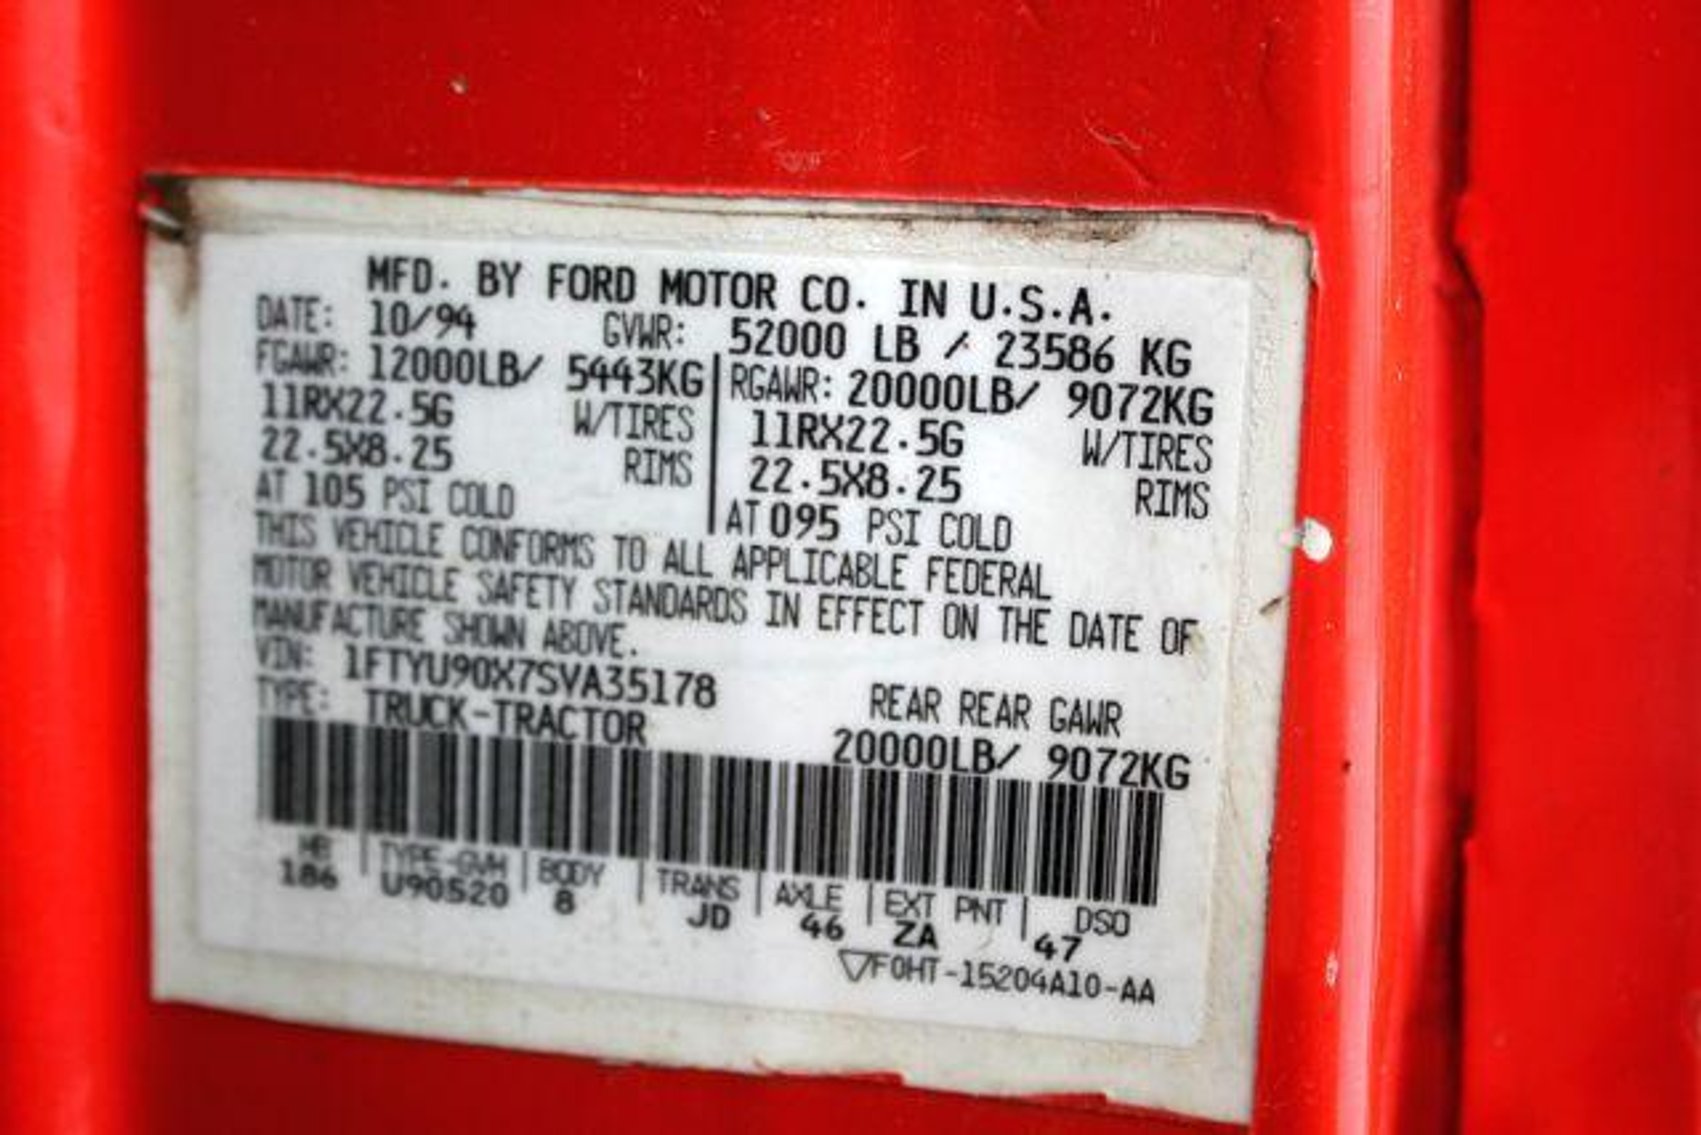 MFD. BY FORD MOTOR CO. IN U.S.A.
DATE: 10/94 GVWR: 52000 LB / 23586 KG
FGAWR: 12000LB/ 5443KG RGAWR: 20000LB/ 9072KG
11RX22.5G W/TIRES 11RX22.5G W/TIRES
22.5X8.25 RIMS 22.5X8.25 RIMS
AT 105 PSI COLD AT 095 PSI COLD
THIS VEHICLE CONFORMS TO ALL APPLICABLE FEDERAL
MOTOR VEHICLE SAFETY STANDARDS IN EFFECT ON THE DATE OF
MANUFACTURE SHOWN ABOVE.
VIN: 1FTYU90X7SVA35178 REAR REAR GAWR
TYPE: TRUCK-TRACTOR 20000LB/ 9072KG
WB TYPE-GVW BODY TRANS AXLE EXT PNT DSO
186 U90520 8 JD 46 ZA 47
F0HT-15204A10-AA